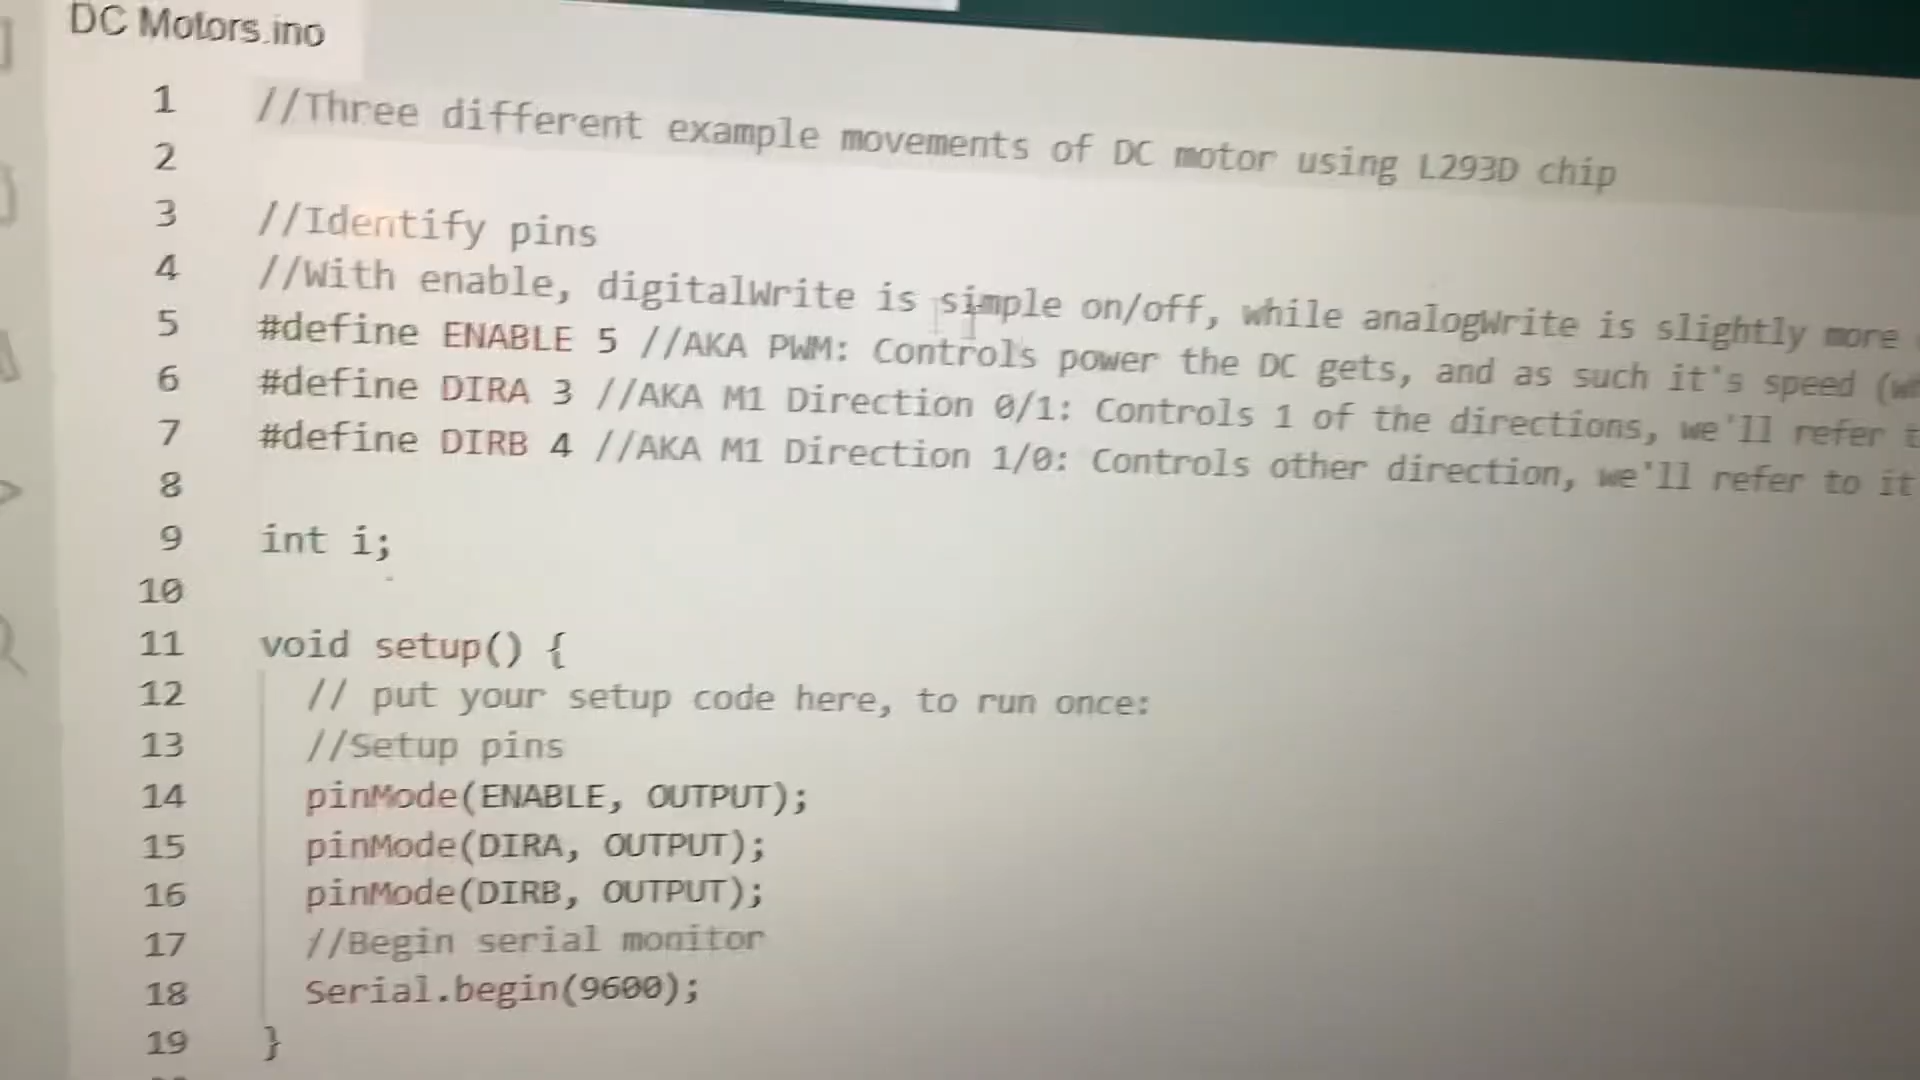 DC Motors.ino
1 //Three different example movements of DC motor using L293D chip
2
3 //Identify pins
4 //With enable, digitalWrite is simple on/off, while analogWrite is slightly more
5 #define ENABLE 5 //AKA PWM: Controls power the DC gets, and as such it's speed
6 #define DIRA 3 //AKA M1 Direction 0/1: Controls 1 of the directions, we'll refer
7 #define DIRB 4 //AKA M1 Direction 1/0: Controls other direction, we'll refer to it
8
9 int i;
10
11 void setup() {
12 // put your setup code here, to run once:
13 //Setup pins
14 pinMode(ENABLE, OUTPUT);
15 pinMode(DIRA, OUTPUT);
16 pinMode(DIRB, OUTPUT);
17 //Begin serial monitor
18 Serial.begin(9600);
19 }